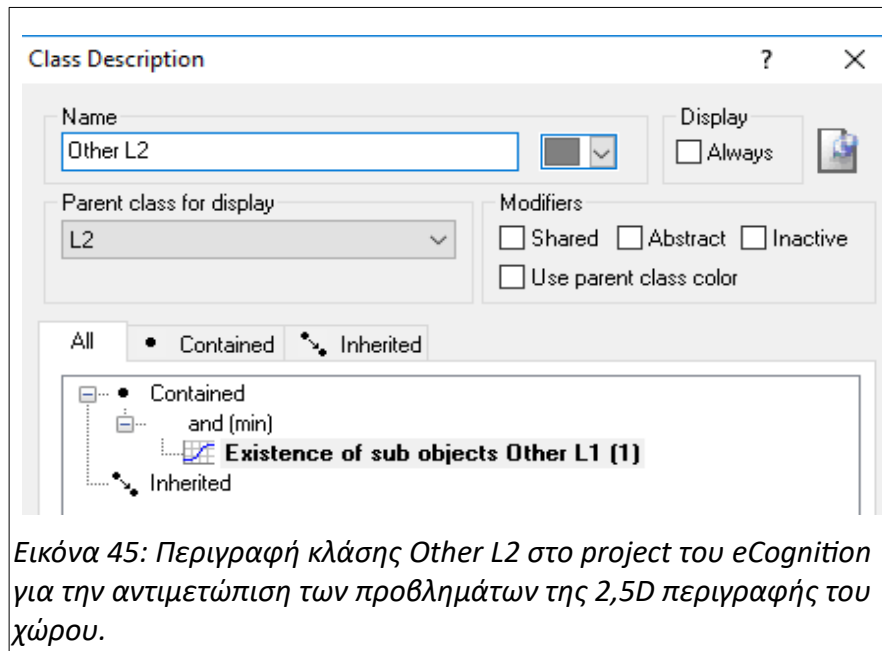 Class Description ? ×
Name
Other L2
Display
Always
Parent class for display
L2
Modifiers
Shared Abstract Inactive
Use parent class color
All Contained Inherited
Contained
and (min)
Existence of sub objects Other L1 (1)
Inherited
Εικόνα 45: Περιγραφή κλάσης Other L2 στο project του eCognition
για την αντιμετώπιση των προβλημάτων της 2,5D περιγραφής του
χώρου.